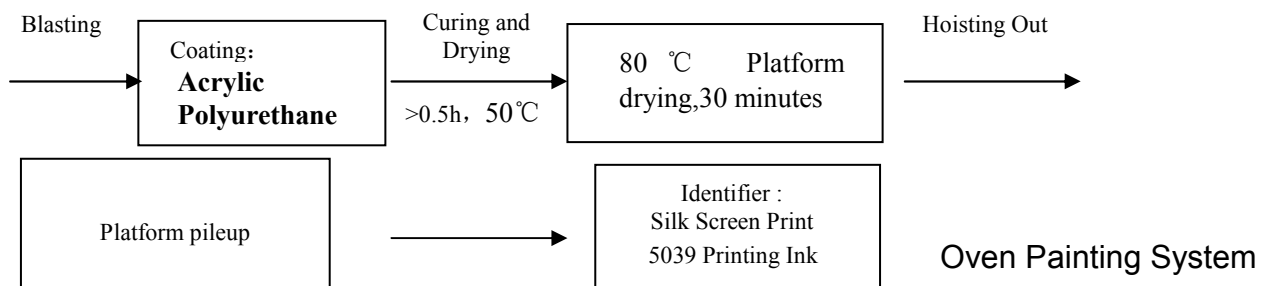 Blasting
Coating：
Acrylic
Polyurethane
Curing and
Drying
>0.5h，50℃
80 ℃ Platform
drying,30 minutes
Hoisting Out
Platform pileup
Identifier :
Silk Screen Print
5039 Printing Ink
Oven Painting System